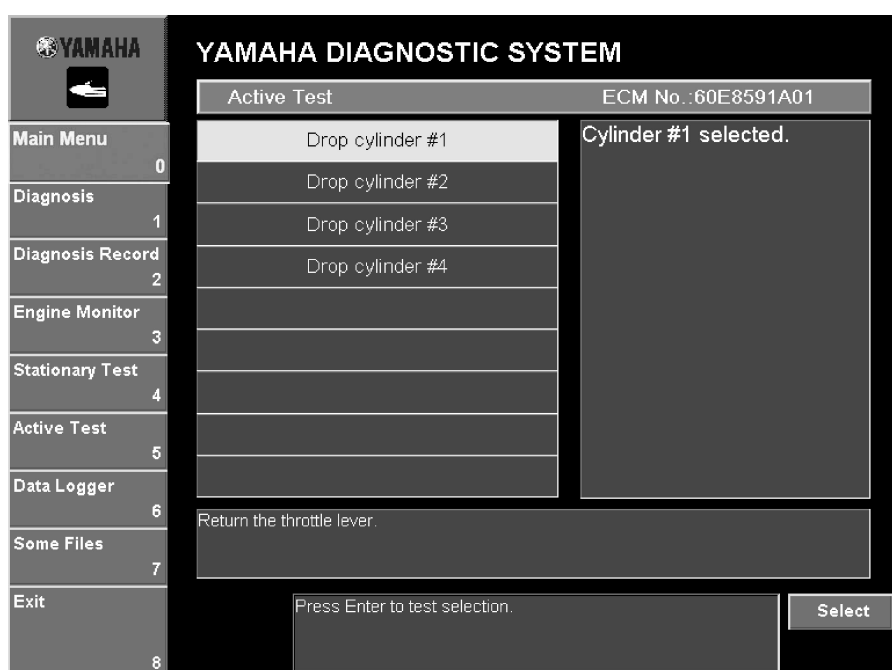 YAMAHA
YAMAHA DIAGNOSTIC SYSTEM
Active Test ECM No.:60E8591A01
Main Menu
0
Diagnosis
1
Diagnosis Record
2
Engine Monitor
3
Stationary Test
4
Active Test
5
Data Logger
6
Some Files
7
Exit
8
Drop cylinder #1
Drop cylinder #2
Drop cylinder #3
Drop cylinder #4
Cylinder #1 selected.
Return the throttle lever.
Press Enter to test selection.
Select